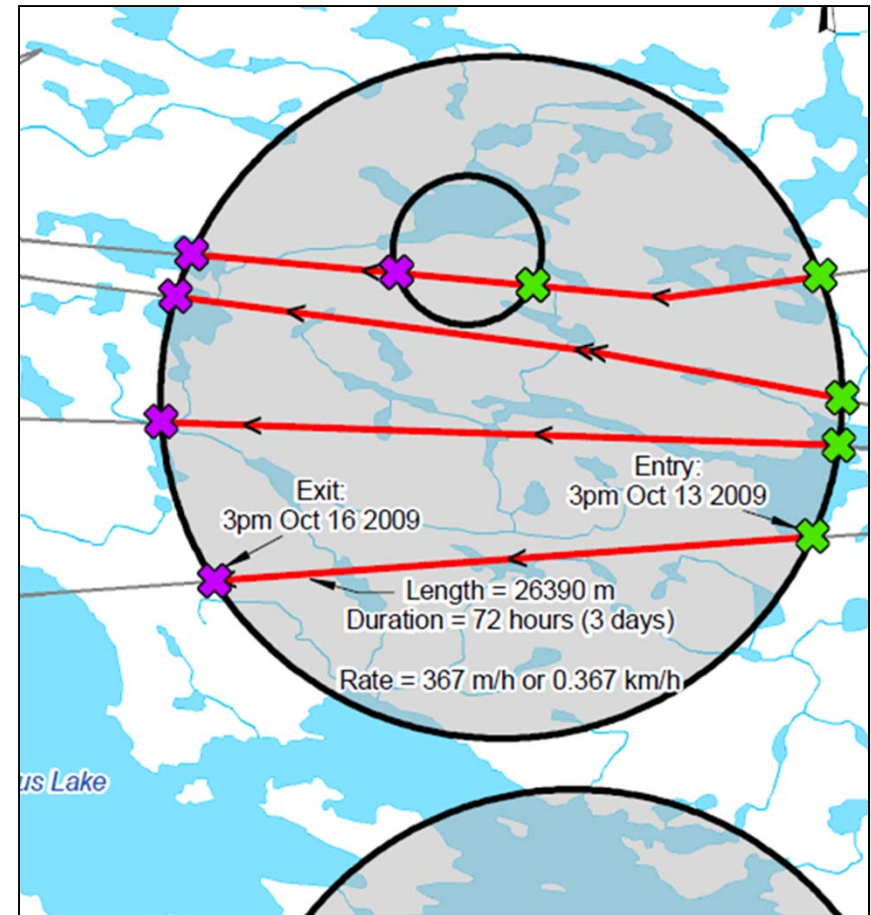 Entry:
3pm Oct 13 2009
Exit:
3pm Oct 16 2009
Length = 26390 m
Duration = 72 hours (3 days)
Rate = 367 m/h or 0.367 km/h
us Lake